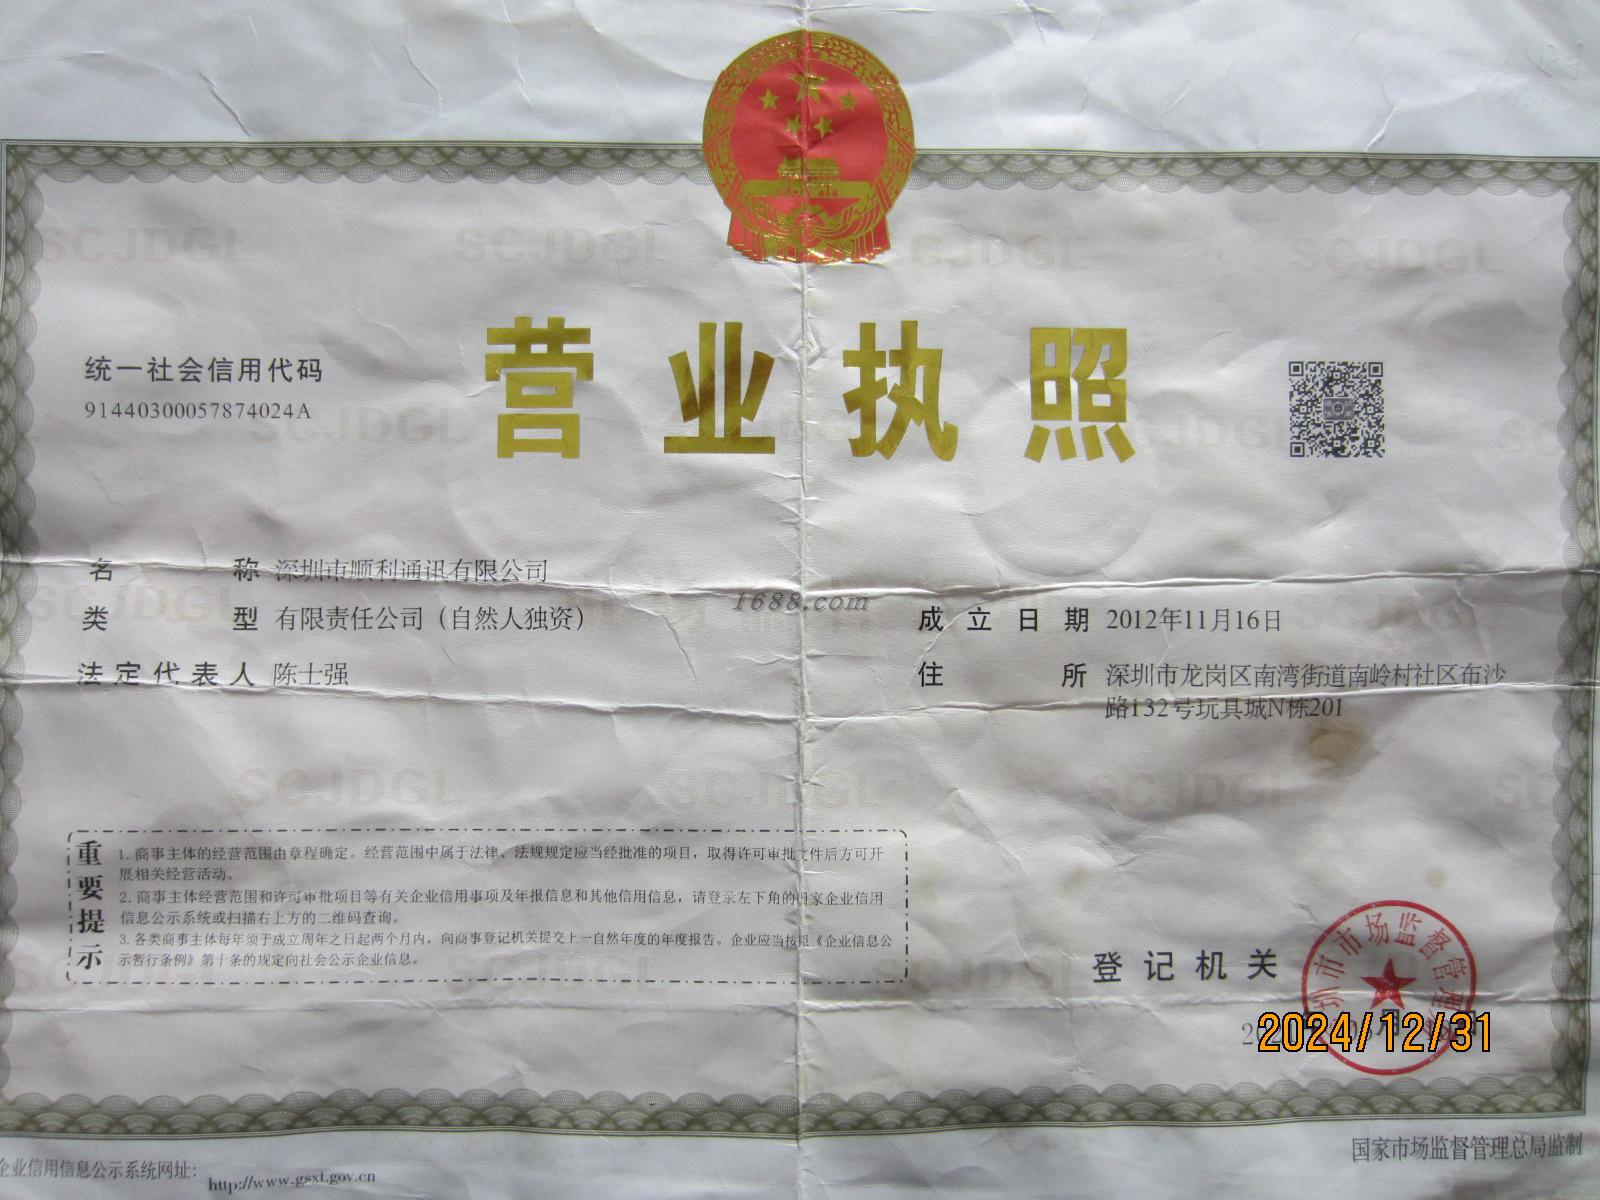 营业执照
统一社会信用代码
91440300057874024A
名称 深圳市顺利通讯有限公司
类型 有限责任公司（自然人独资）
法定代表人 陈士强
成立日期 2012年11月16日
住所 深圳市龙岗区南湾街道南岭村社区布沙
路132号玩具城N栋201
1688.com
重要提示
1. 商事主体的经营范围由章程确定。经营范围中属于法律、法规规定应当经批准的项目，取得许可审批文件后方可开
展相关经营活动。
2. 商事主体经营范围和许可审批项目等有关企业信用事项及年报信息和其他信用信息，请登录左下角的国家企业信用
信息公示系统或扫描右上方的二维码查询。
3. 各类商事主体每年须于成立周年之日起两个月内，向商事登记机关提交上一自然年度的年度报告。企业应当按照《企业信息公
示暂行条例》第十条的规定向社会公示企业信息。
登记机关
圳市市场监督管理
2024/12/31
企业信用信息公示系统网址：
http://www.gsxt.gov.cn
国家市场监督管理总局监制
SCJDGL